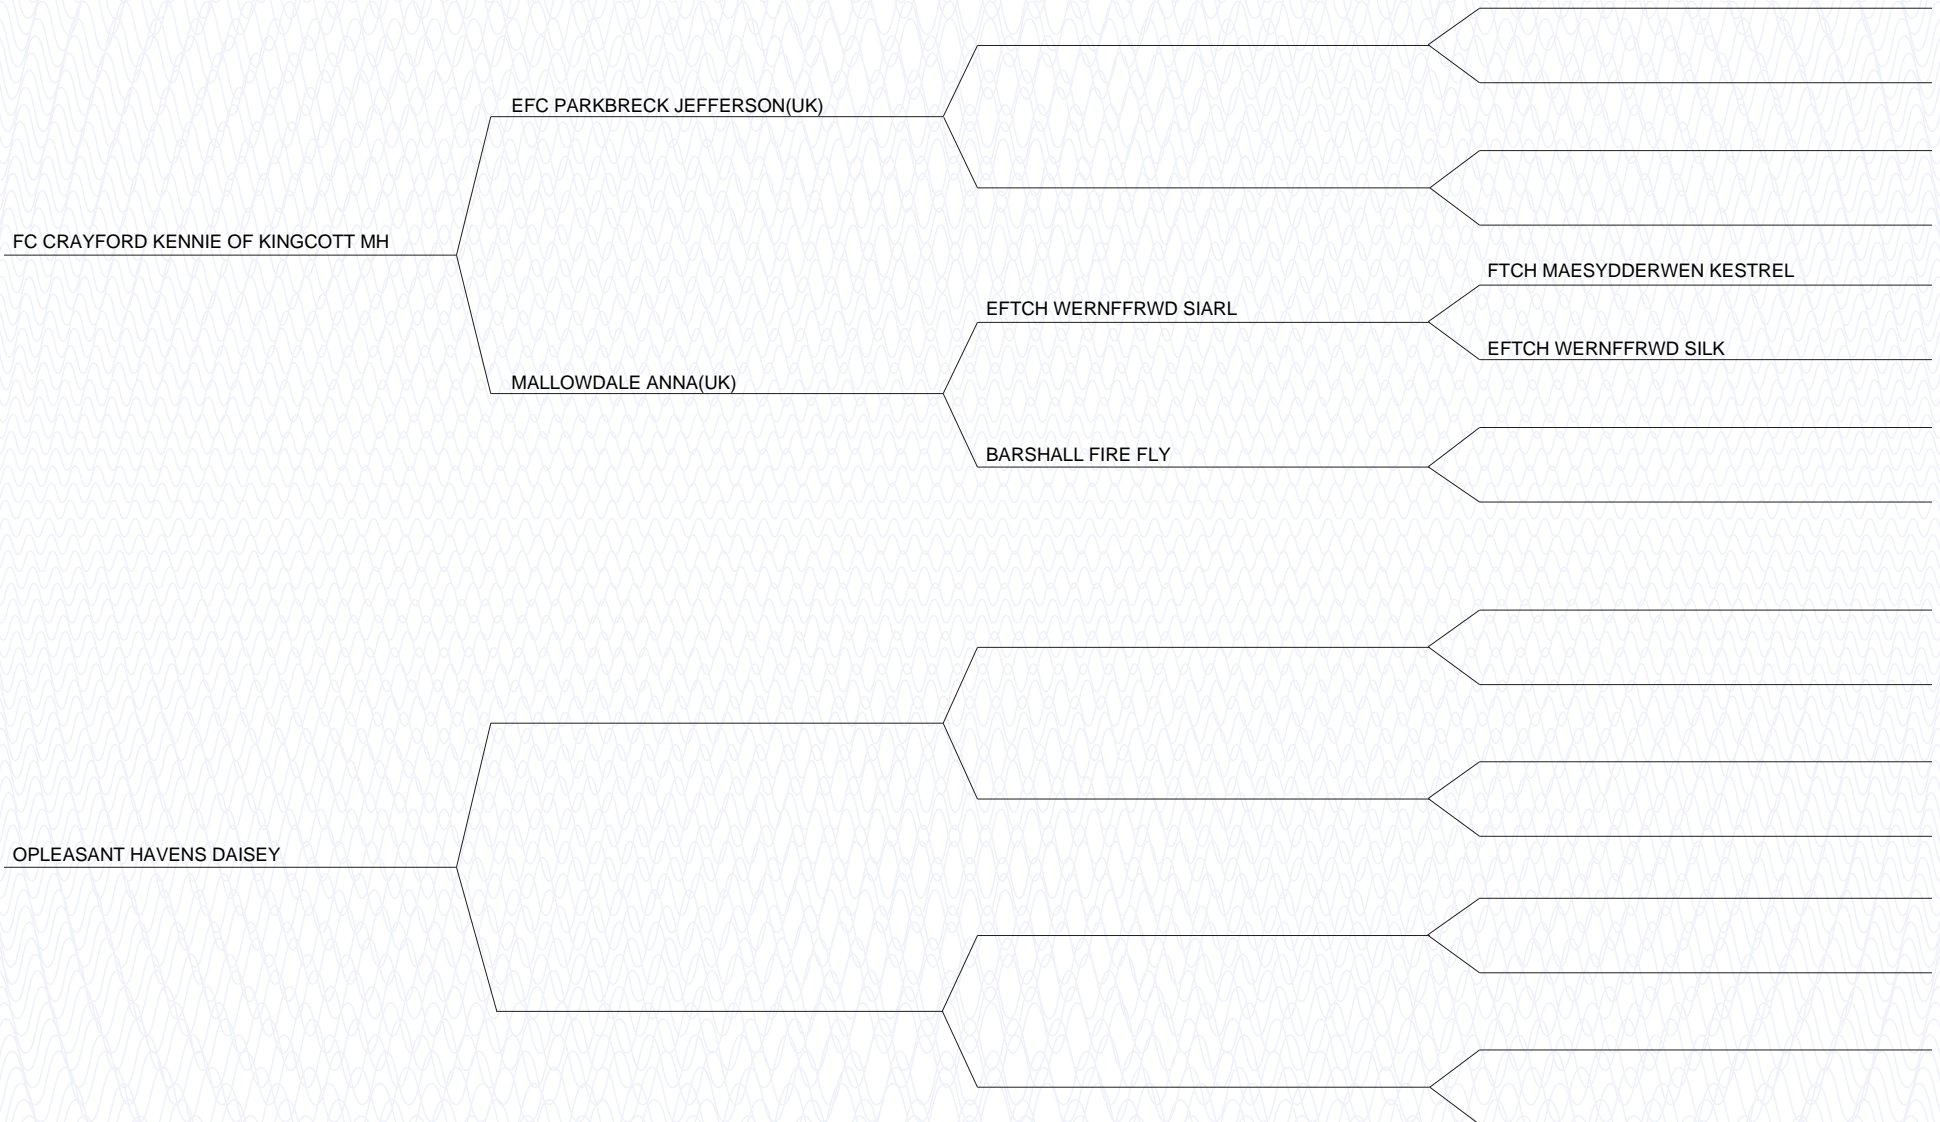 EFC PARKBRECK JEFFERSON(UK)
FC CRAYFORD KENNIE OF KINGCOTT MH
FTCH MAESYDDERWEN KESTREL
EFTCH WERNFFRWD SIARL
EFTCH WERNFFRWD SILK
MALLOWDALE ANNA(UK)
BARSHALL FIRE FLY
OPLEASANT HAVENS DAISEY